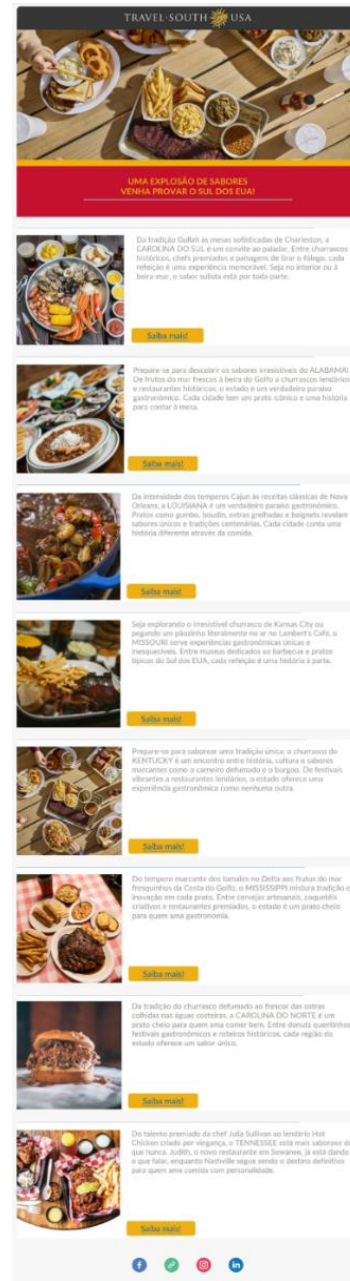 TRAVEL·SOUTH USA
UMA EXPLOSÃO DE SABORES
VENHA PROVAR O SUL DOS EUA!
Da tradição Gullah às mesas sofisticadas de Charleston, a
CAROLINA DO SUL é um convite ao paladar. Entre churrascos
históricos, chefs premiados e paisagens de tirar o fôlego, cada
refeição é uma experiência memorável. Seja no interior ou à
beira-mar, o sabor sulista está por toda parte.
Saiba mais!
Prepare-se para descobrir os sabores irresistíveis do ALABAMA!
De frutos do mar frescos à beira do Golfo a churrascos lendários
e restaurantes históricos, o estado é um verdadeiro paraíso
gastronômico. Cada cidade tem um prato icônico e uma história
para contar à mesa.
Saiba mais!
Da intensidade dos temperos Cajun às receitas clássicas de Nova
Orleans, a LOUISIANA é um verdadeiro paraíso gastronômico.
Pratos como gumbo, boudin, ostras grelhadas e beignets revelam
sabores únicos e tradições centenárias. Cada cidade conta uma
história diferente através da comida.
Saiba mais!
Seja explorando o irresistível churrasco de Kansas City ou
pegando um pãozinho literalmente no ar no Lambert's Café, o
MISSOURI serve experiências gastronômicas únicas e
inesquecíveis. Entre museus dedicados ao barbecue e pratos
típicos do Sul dos EUA, cada refeição é uma história à parte.
Saiba mais!
Prepare-se para saborear uma tradição única: o churrasco do
KENTUCKY é um encontro entre história, cultura e sabores
marcantes como o carneiro defumado e o burgoo. De festivais
vibrantes a restaurantes lendários, o estado oferece uma
experiência gastronômica como nenhuma outra.
Saiba mais!
Do tempero marcante dos tamales no Delta aos frutos do mar
fresquinhos da Costa do Golfo, o MISSISSIPPI mistura tradição e
inovação em cada prato. Entre cervejas artesanais, coquetéis
criativos e restaurantes premiados, o estado é um prato cheio
para quem ama gastronomia.
Saiba mais!
Da tradição do churrasco defumado ao frescor das ostras
colhidas nas águas costeiras, a CAROLINA DO NORTE é um
prato cheio para quem ama comer bem. Entre donuts quentinhos,
festivais gastronômicos e roteiros históricos, cada região do
estado oferece um sabor único.
Saiba mais!
Do talento premiado da chef Julia Sullivan ao lendário Hot
Chicken criado por vingança, o TENNESSEE está mais saboroso do
que nunca. Judith, o novo restaurante em Sewanee, já está dando
o que falar, enquanto Nashville segue sendo o destino definitivo
para quem ama comida com personalidade.
Saiba mais!